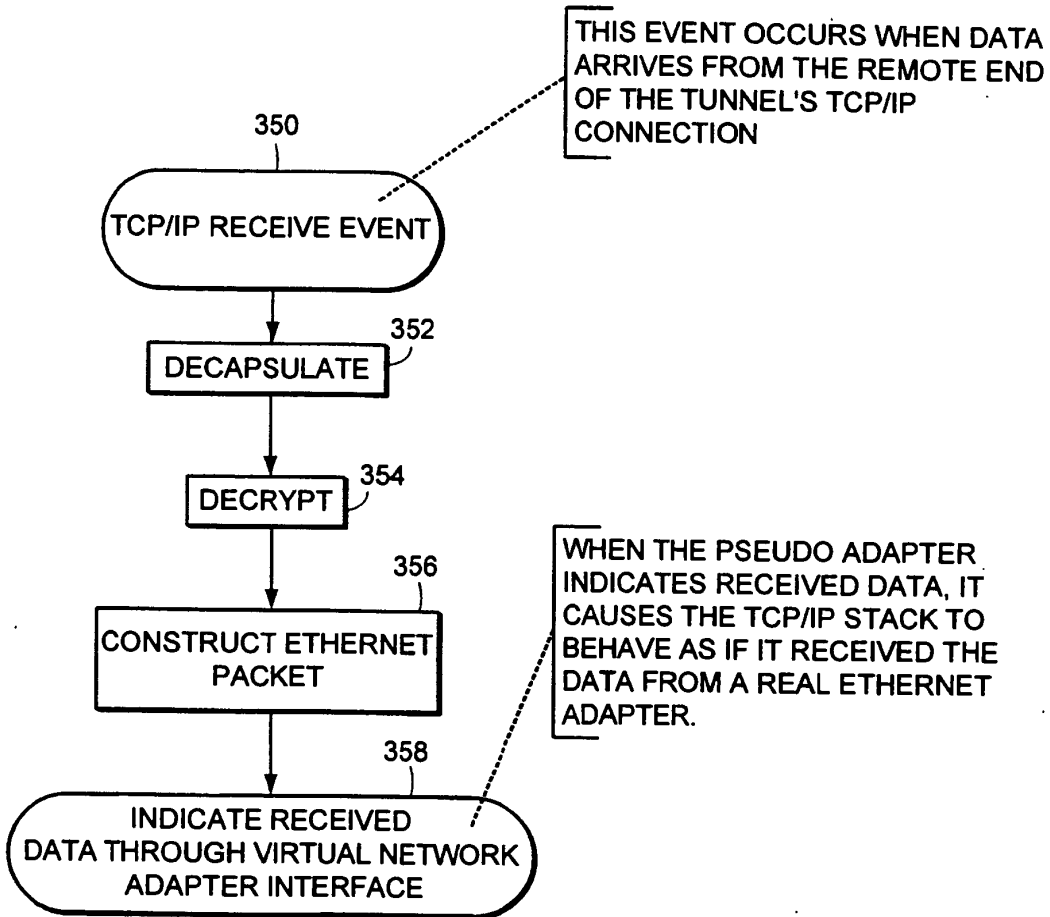 THIS EVENT OCCURS WHEN DATA
ARRIVES FROM THE REMOTE END
OF THE TUNNEL'S TCP/IP
CONNECTION
350
TCP/IP RECEIVE EVENT
352
DECAPSULATE
354
DECRYPT
WHEN THE PSEUDO ADAPTER
INDICATES RECEIVED DATA, IT
CAUSES THE TCP/IP STACK TO
BEHAVE AS IF IT RECEIVED THE
DATA FROM A REAL ETHERNET
ADAPTER.
356
CONSTRUCT ETHERNET
PACKET
358
INDICATE RECEIVED
DATA THROUGH VIRTUAL NETWORK
ADAPTER INTERFACE